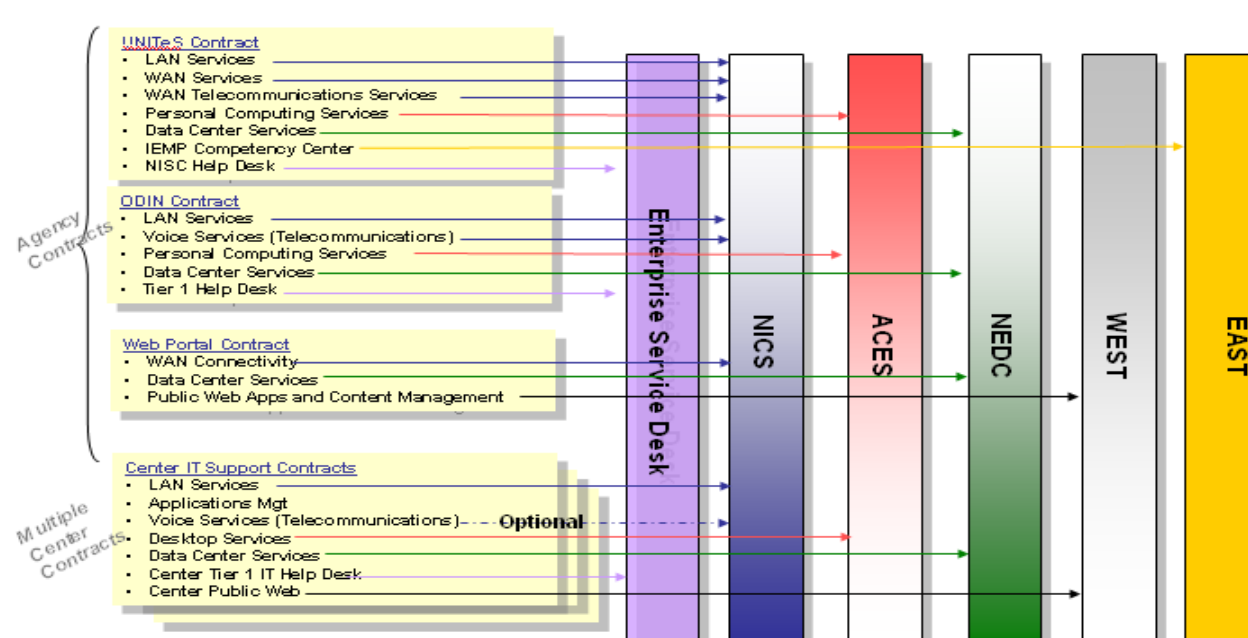 UNITeS Contract
• LAN Services
• WAN Services
• WAN Telecommunications Services
• Personal Computing Services
• Data Center Services
• IEMP Competency Center
• NISC Help Desk
ODIN Contract
• LAN Services
• Voice Services (Telecommunications)
• Personal Computing Services
• Data Center Services
• Tier 1 Help Desk
Agency
Contracts
Web Portal Contract
• WAN Connectivity
• Data Center Services
• Public Web Apps and Content Management
Center IT Support Contracts
• LAN Services
• Applications Mgt
• Voice Services (Telecommunications)
Optional
• Desktop Services
• Data Center Services
• Center Tier 1 IT Help Desk
• Center Public Web
Multiple
Center
Contracts
Enterprise Service Desk
NICS
ACES
NEDC
WEST
EAST